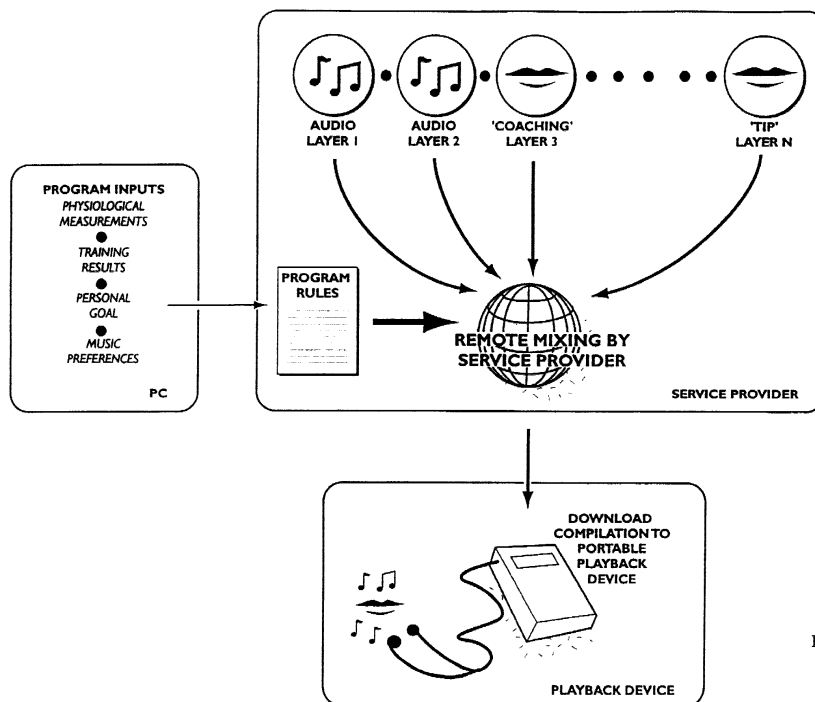 AUDIO
LAYER 1
AUDIO
LAYER 2
'COACHING'
LAYER 3
'TIP'
LAYER N
PROGRAM INPUTS
PHYSIOLOGICAL
MEASUREMENTS
TRAINING
RESULTS
PERSONAL
GOAL
MUSIC
PREFERENCES
PC
PROGRAM
RULES
REMOTE MIXING BY
SERVICE PROVIDER
SERVICE PROVIDER
DOWNLOAD
COMPILATION TO
PORTABLE
PLAYBACK
DEVICE
PLAYBACK DEVICE